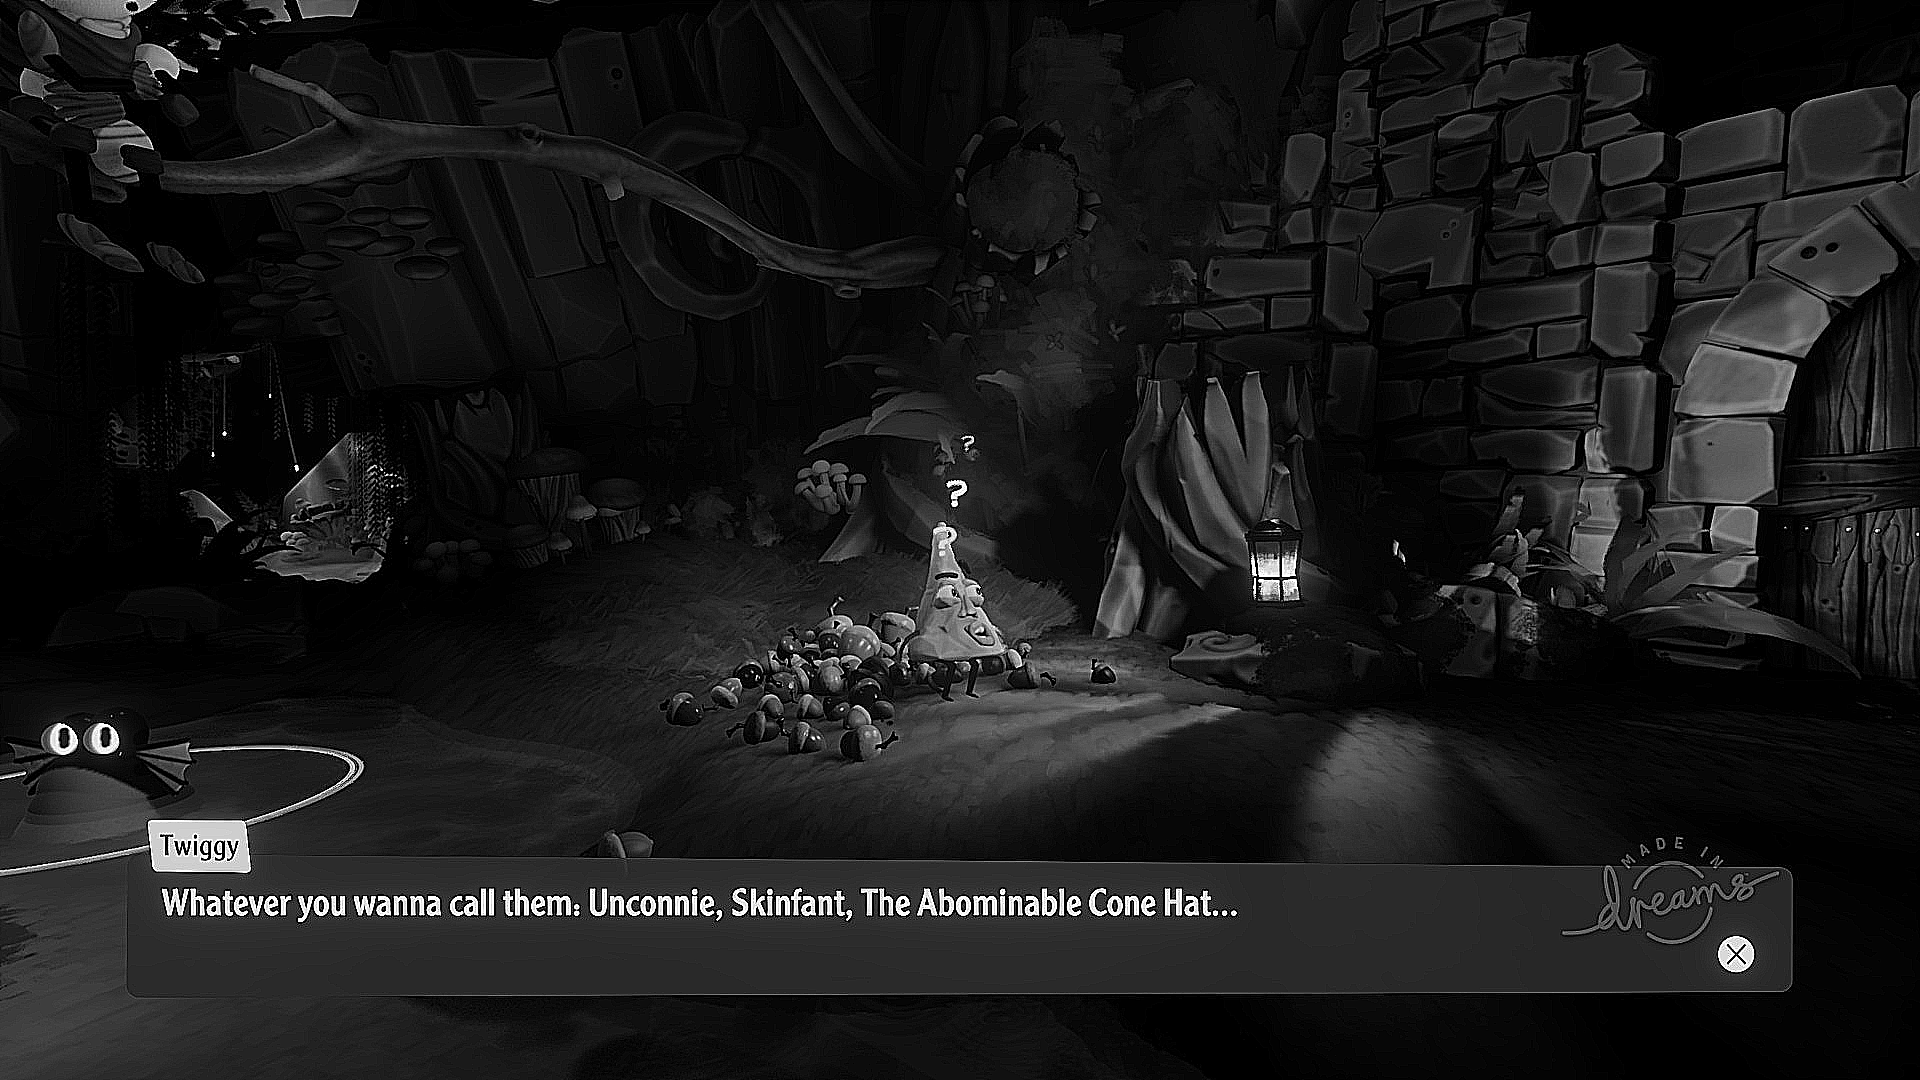 ?
?
?
Twiggy
Whatever you wanna call them: Unconnie, Skinfant, The Abominable Cone Hat...
MADE IN
dreams